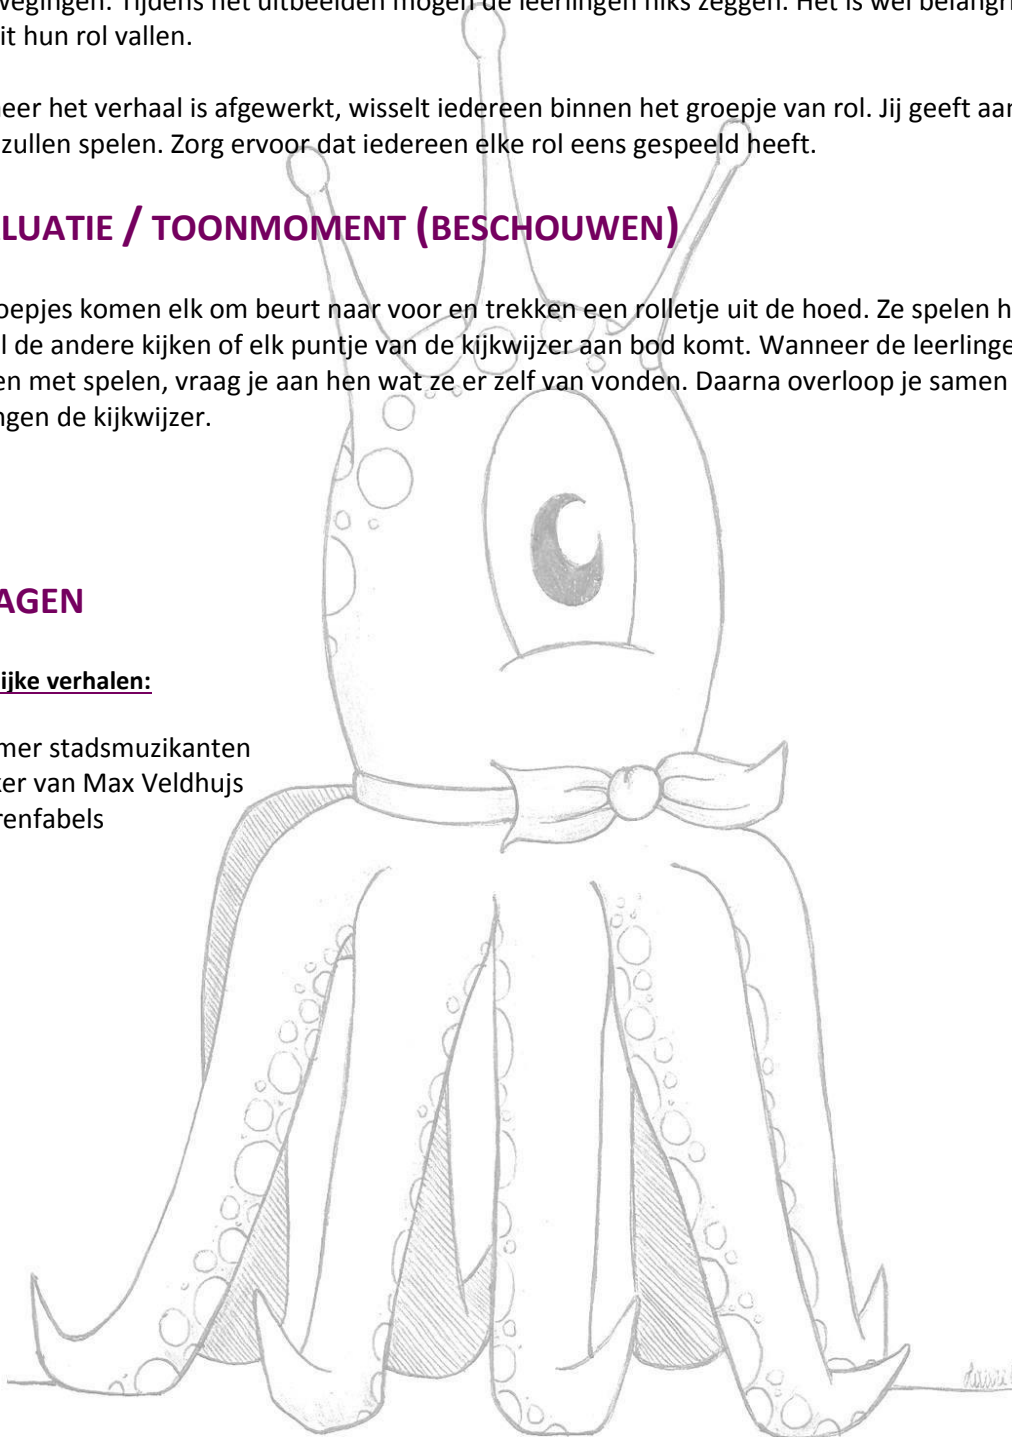 wegingen. Tijdens het uitbeelden mogen de leerlingen niks zeggen. Het is wel belangri
it hun rol vallen.
eer het verhaal is afgewerkt, wisselt iedereen binnen het groepje van rol. Jij geeft aan
zullen spelen. Zorg ervoor dat iedereen elke rol eens gespeeld heeft.
LUATIE / TOONMOMENT (BESCHOUWEN)
oepjes komen elk om beurt naar voor en trekken een rolletje uit de hoed. Ze spelen h
l de andere kijken of elk puntje van de kijkwijzer aan bod komt. Wanneer de leerlinge
en met spelen, vraag je aan hen wat ze er zelf van vonden. Daarna overloop je samen
ngen de kijkwijzer.
AGEN
ijke verhalen:
mer stadsmuzikanten
ker van Max Veldhujs
renfabels